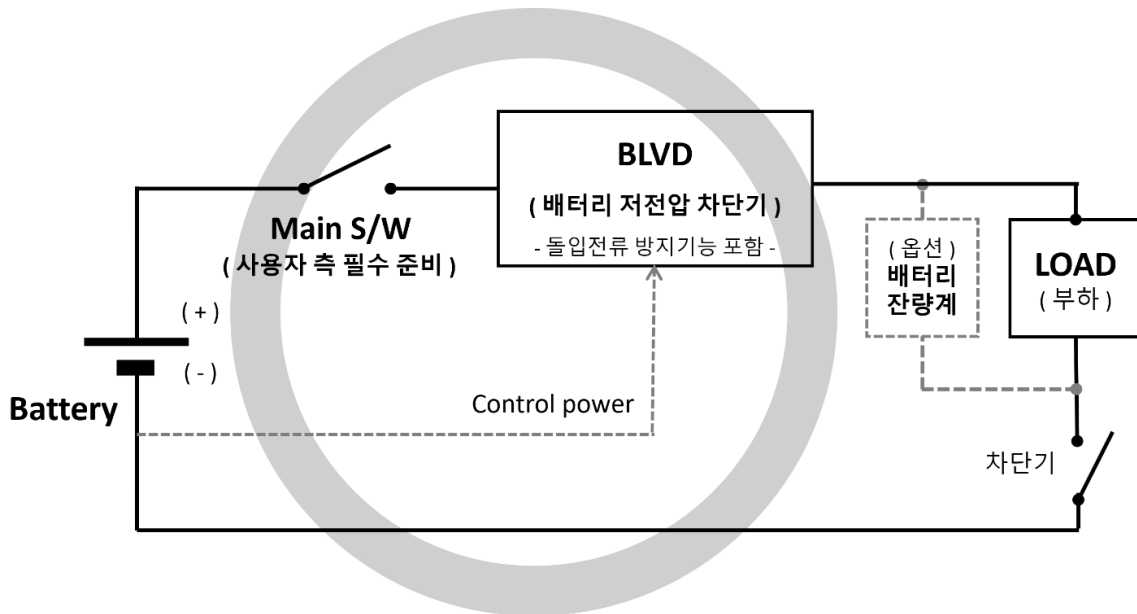 BLVD
( 배터리 저전압 차단기 )
- 돌입전류 방지기능 포함 -
Main S/W
( 사용자 측 필수 준비 )
( 옵션 )
배터리
잔량계
LOAD
( 부하 )
( + )
( - )
Battery
Control power
차단기